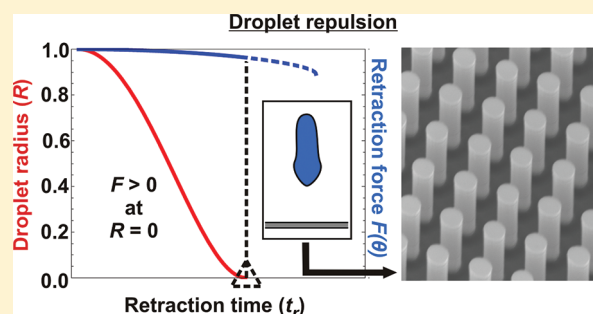 Droplet repulsion
Droplet radius (R)
1.0
0.8
0.6
0.4
0.2
0.0
F > 0
at
R = 0
Retraction force F(θ)
Retraction time (tr)